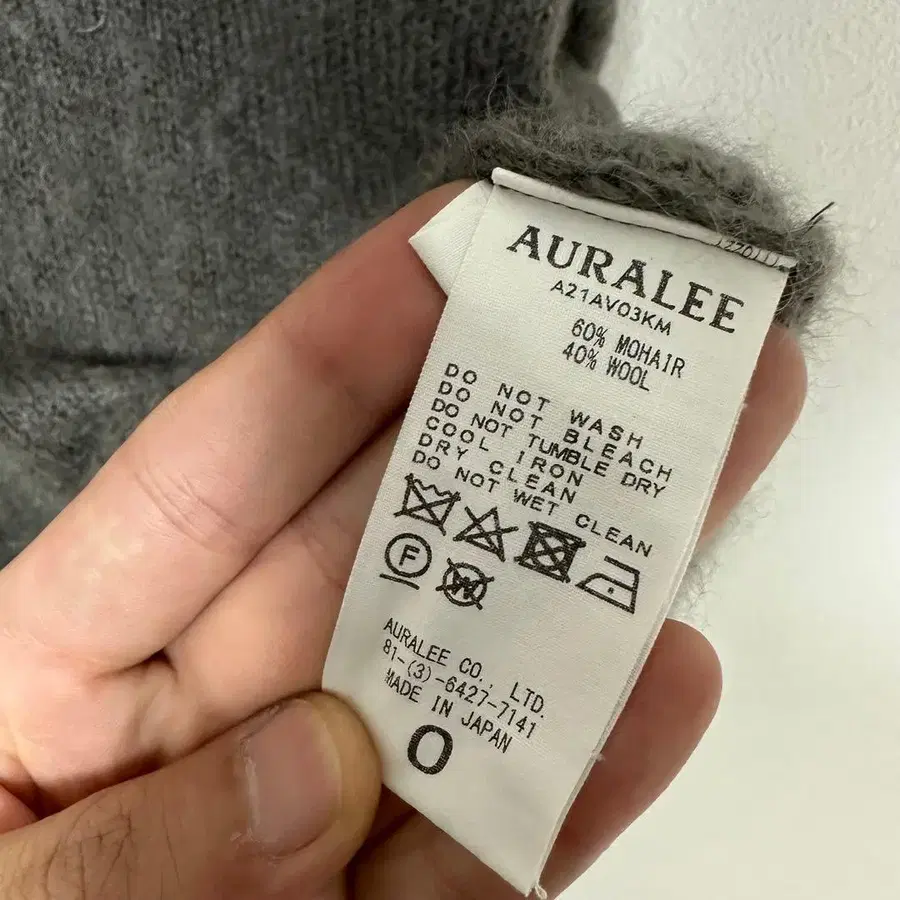 AURALEE
A21AV03KM
60% MOHAIR
40% WOOL
DO NOT WASH
DO NOT BLEACH
DO NOT TUMBLE DRY
COOL IRON
DRY CLEAN
DO NOT WET CLEAN
F
W
AURALEE CO., LTD.
81-(3)-6427-7141
MADE IN JAPAN
0